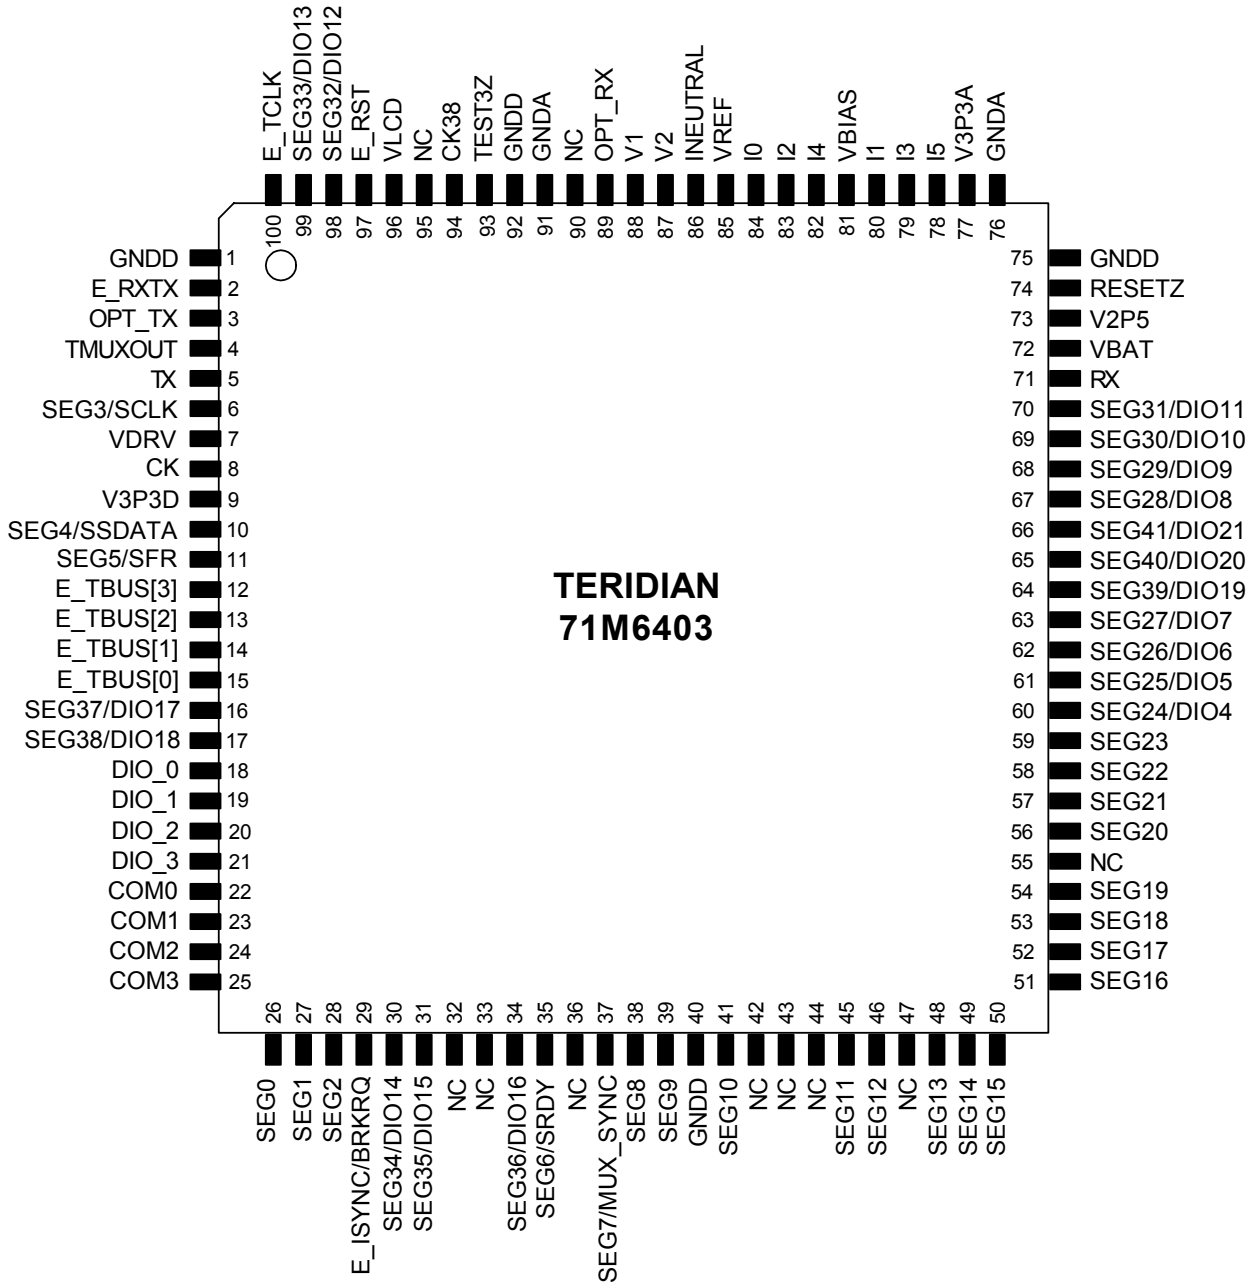 E_TCLK
SEG33/DIO13
SEG32/DIO12
E_RST
VLCD
NC
CK38
TEST3Z
GNDD
GNDA
NC
OPT_RX
V1
V2
INEUTRAL
VREF
I0
I2
I4
VBIAS
I1
I3
I5
V3P3A
GNDA
100
99
98
97
96
95
94
93
92
91
90
89
88
87
86
85
84
83
82
81
80
79
78
77
76
GNDD 1
E_RXTX 2
OPT_TX 3
TMUXOUT 4
TX 5
SEG3/SCLK 6
VDRV 7
CK 8
V3P3D 9
SEG4/SSDATA 10
SEG5/SFR 11
E_TBUS[3] 12
E_TBUS[2] 13
E_TBUS[1] 14
E_TBUS[0] 15
SEG37/DIO17 16
SEG38/DIO18 17
DIO_0 18
DIO_1 19
DIO_2 20
DIO_3 21
COM0 22
COM1 23
COM2 24
COM3 25
TERIDIAN
71M6403
75 GNDD
74 RESETZ
73 V2P5
72 VBAT
71 RX
70 SEG31/DIO11
69 SEG30/DIO10
68 SEG29/DIO9
67 SEG28/DIO8
66 SEG41/DIO21
65 SEG40/DIO20
64 SEG39/DIO19
63 SEG27/DIO7
62 SEG26/DIO6
61 SEG25/DIO5
60 SEG24/DIO4
59 SEG23
58 SEG22
57 SEG21
56 SEG20
55 NC
54 SEG19
53 SEG18
52 SEG17
51 SEG16
26
27
28
29
30
31
32
33
34
35
36
37
38
39
40
41
42
43
44
45
46
47
48
49
50
SEG0
SEG1
SEG2
E_ISYNC/BRKRQ
SEG34/DIO14
SEG35/DIO15
NC
NC
SEG36/DIO16
SEG6/SRDY
NC
SEG7/MUX_SYNC
SEG8
SEG9
GNDD
SEG10
NC
NC
NC
SEG11
SEG12
NC
SEG13
SEG14
SEG15